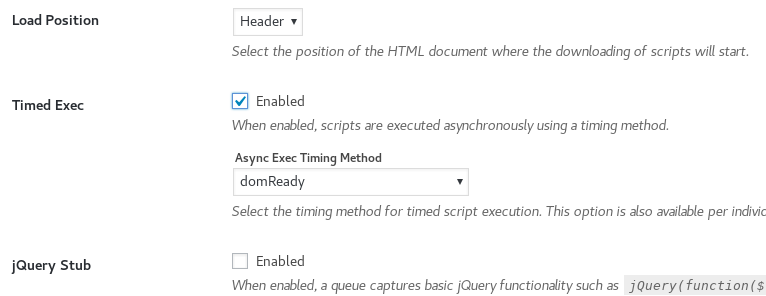 Load Position
Header
Select the position of the HTML document where the downloading of scripts will start.
Timed Exec
Enabled
When enabled, scripts are executed asynchronously using a timing method.
Async Exec Timing Method
domReady
Select the timing method for timed script execution. This option is also available per
jQuery Stub
Enabled
When enabled, a queue captures basic jQuery functionality such as jQuery(function($